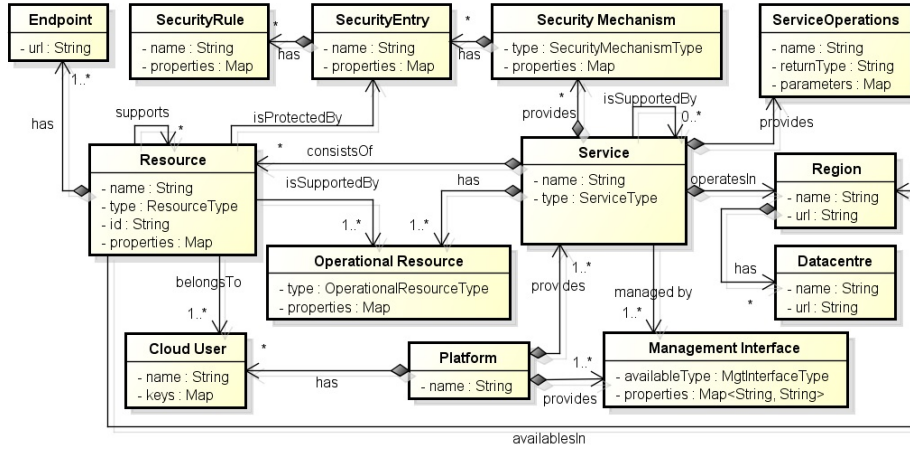 Endpoint
- url : String
SecurityRule
- name : String
- properties : Map
*
has
SecurityEntry
- name : String
- properties : Map
*
has
Security Mechanism
- type : SecurityMechanismType
- properties : Map
ServiceOperations
- name : String
- returnType : String
- parameters : Map
1..*
has
supports
*
isProtectedBy
*
provides
isSupportedBy
0..*
provides
Resource
- name : String
- type : ResourceType
- id : String
- properties : Map
*
consistsOf
isSupportedBy
1..*
has
1..*
Service
- name : String
- type : ServiceType
operatesIn
Region
- name : String
- url : String
has
*
Datacentre
- name : String
- url : String
Operational Resource
- type : OperationalResourceType
- properties : Map
belongsTo
1..*
1..*
provides
managed by
1..*
Cloud User
- name : String
- keys : Map
*
has
Platform
- name : String
1..*
provides
Management Interface
- availableType : MgtInterfaceType
- properties : Map<String, String>
availablesIn